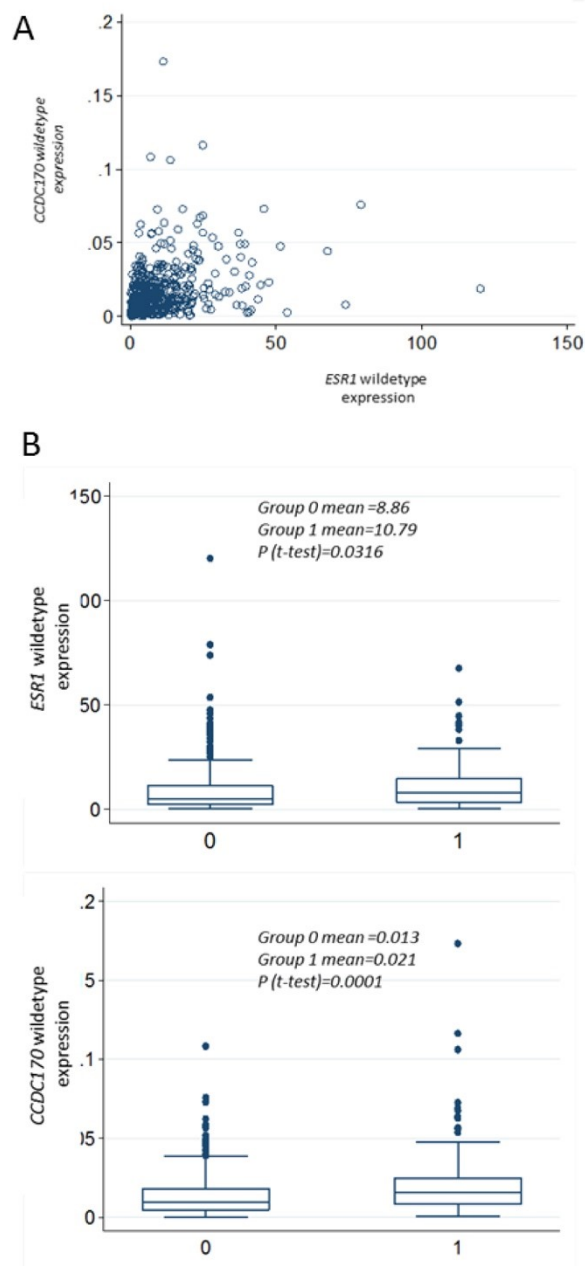 A
.2
.15
.1
.05
0
CCDC170 wildetype
expression
0
50
100
150
ESR1 wildetype
expression
B
150
00
50
0
ESR1 wildetype
expression
Group 0 mean =8.86
Group 1 mean=10.79
P (t-test)=0.0316
0
1
.2
5
.1
05
0
CCDC170 wildetype
expression
Group 0 mean =0.013
Group 1 mean=0.021
P (t-test)=0.0001
0
1